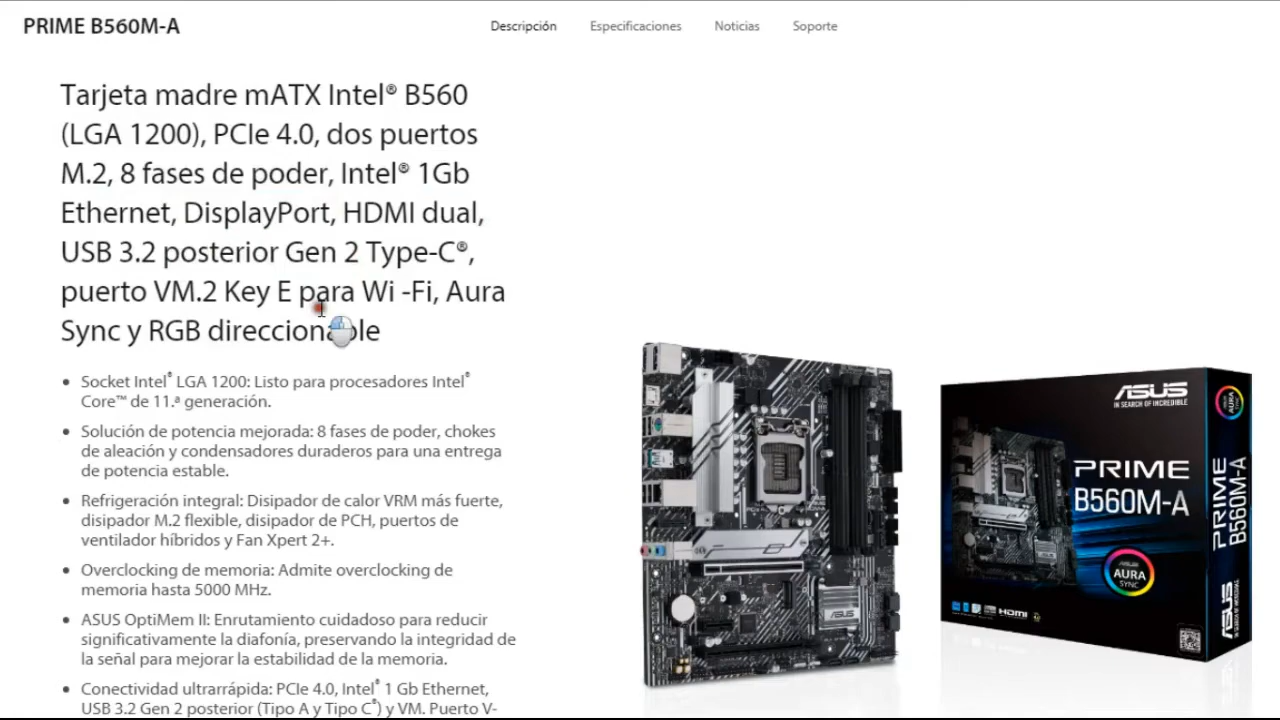 PRIME B560M-A
Descripción
Especificaciones
Noticias
Soporte
Tarjeta madre mATX Intel® B560
(LGA 1200), PCIe 4.0, dos puertos
M.2, 8 fases de poder, Intel® 1Gb
Ethernet, DisplayPort, HDMI dual,
USB 3.2 posterior Gen 2 Type-C®,
puerto VM.2 Key E para Wi -Fi, Aura
Sync y RGB direccionable
• Socket Intel® LGA 1200: Listo para procesadores Intel®
Core™ de 11.ª generación.
• Solución de potencia mejorada: 8 fases de poder, chokes
de aleación y condensadores duraderos para una entrega
de potencia estable.
• Refrigeración integral: Disipador de calor VRM más fuerte,
disipador M.2 flexible, disipador de PCH, puertos de
ventilador híbridos y Fan Xpert 2+.
• Overclocking de memoria: Admite overclocking de
memoria hasta 5000 MHz.
• ASUS OptiMem II: Enrutamiento cuidadoso para reducir
significativamente la diafonía, preservando la integridad de
la señal para mejorar la estabilidad de la memoria.
• Conectividad ultrarrápida: PCIe 4.0, Intel® 1 Gb Ethernet,
USB 3.2 Gen 2 posterior (Tipo A y Tipo C®) y VM. Puerto V-
ASUS
ASUS
IN SEARCH OF INCREDIBLE
PRIME
B560M-A
AURA
SYNC
HDMI
AURA
PRIME
B560M-A
ASUS
IN SEARCH OF INCREDIBLE